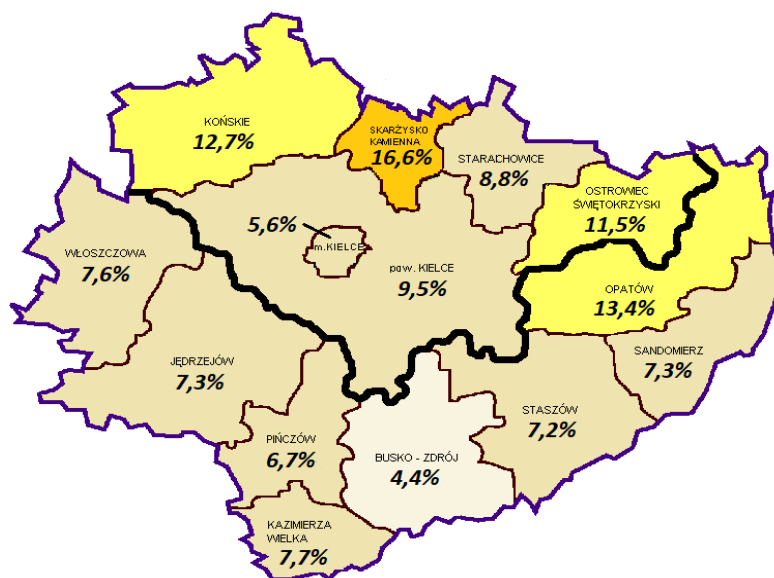 KOŃSKIE
12,7%
SKARŻYSKO
KAMIENNA
16,6%
STARACHOWICE
8,8%
OSTROWIEC
ŚWIĘTOKRZYSKI
11,5%
5,6%
m.KIELCE
WŁOSZCZOWA
7,6%
pow. KIELCE
9,5%
OPATÓW
13,4%
JĘDRZEJÓW
7,3%
SANDOMIERZ
7,3%
STASZÓW
7,2%
PIŃCZÓW
6,7%
BUSKO - ZDRÓJ
4,4%
KAZIMIERZA
WIELKA
7,7%